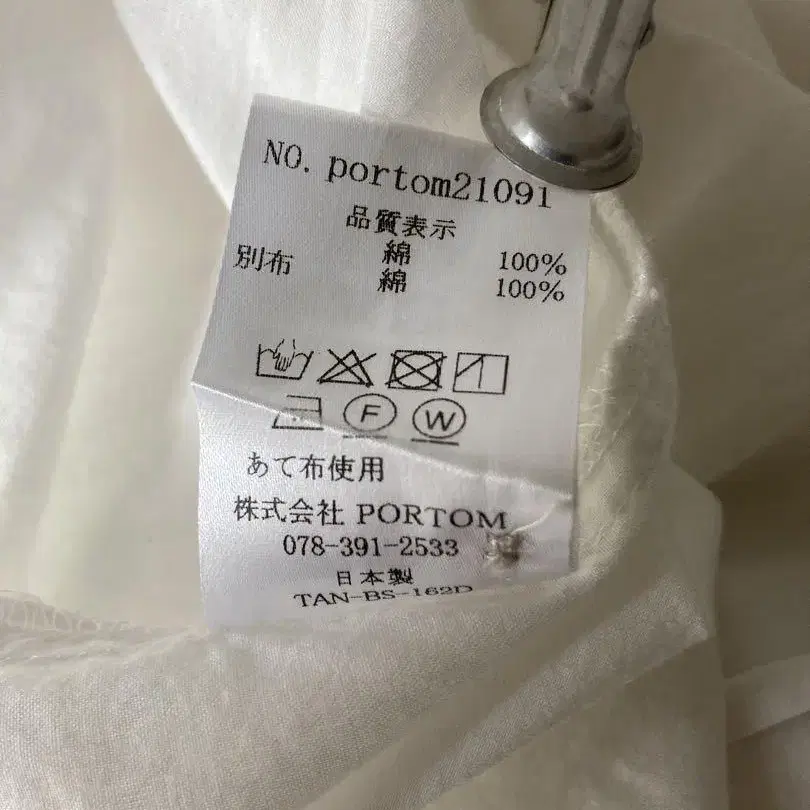 NO. portom21091
品質表示
綿 100%
別布 綿 100%
F W
あて布使用
株式会社 PORTOM
078-391-2533
日本製
TAN-BS-162D